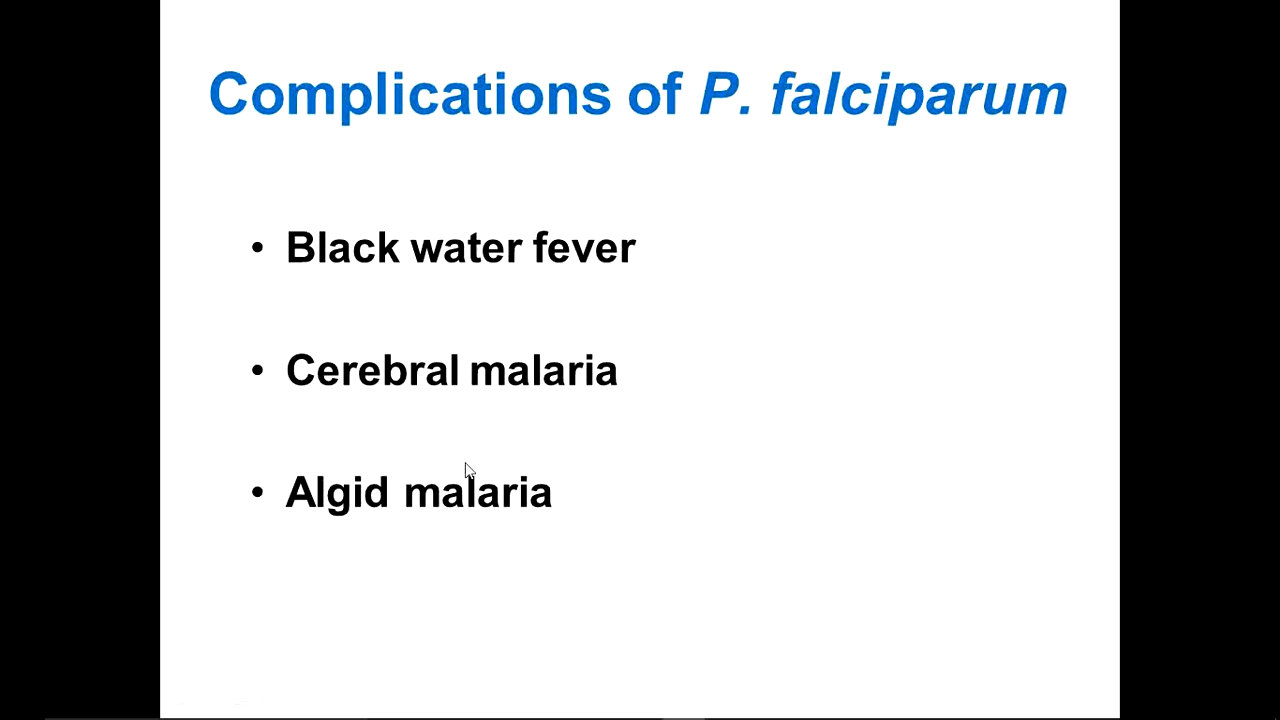 Complications of P. falciparum
• Black water fever
• Cerebral malaria
• Algid malaria